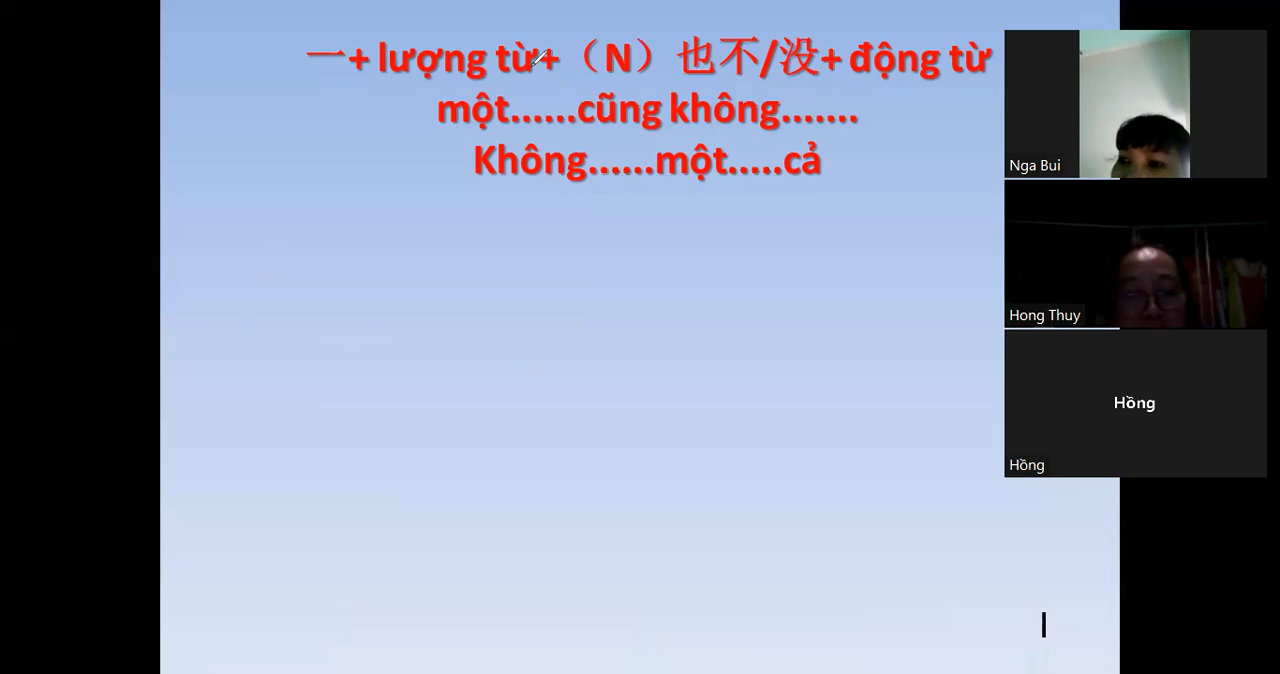 一+ lượng từ+（N）也不/没+ động từ
một......cũng không.......
Không......một.....cả
Nga Bui
Hong Thuy
Hồng
Hồng